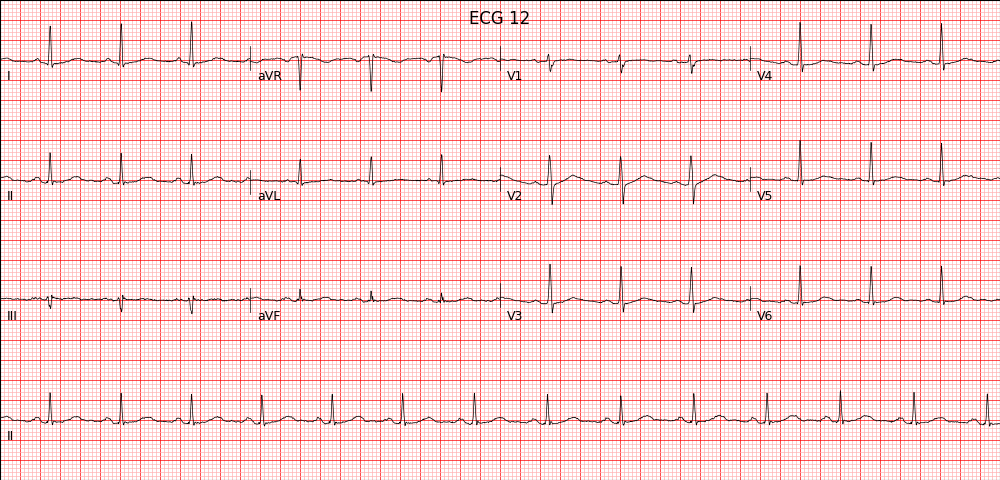 ECG 12
I aVR V1 V4
II aVL V2 V5
III aVF V3 V6
II